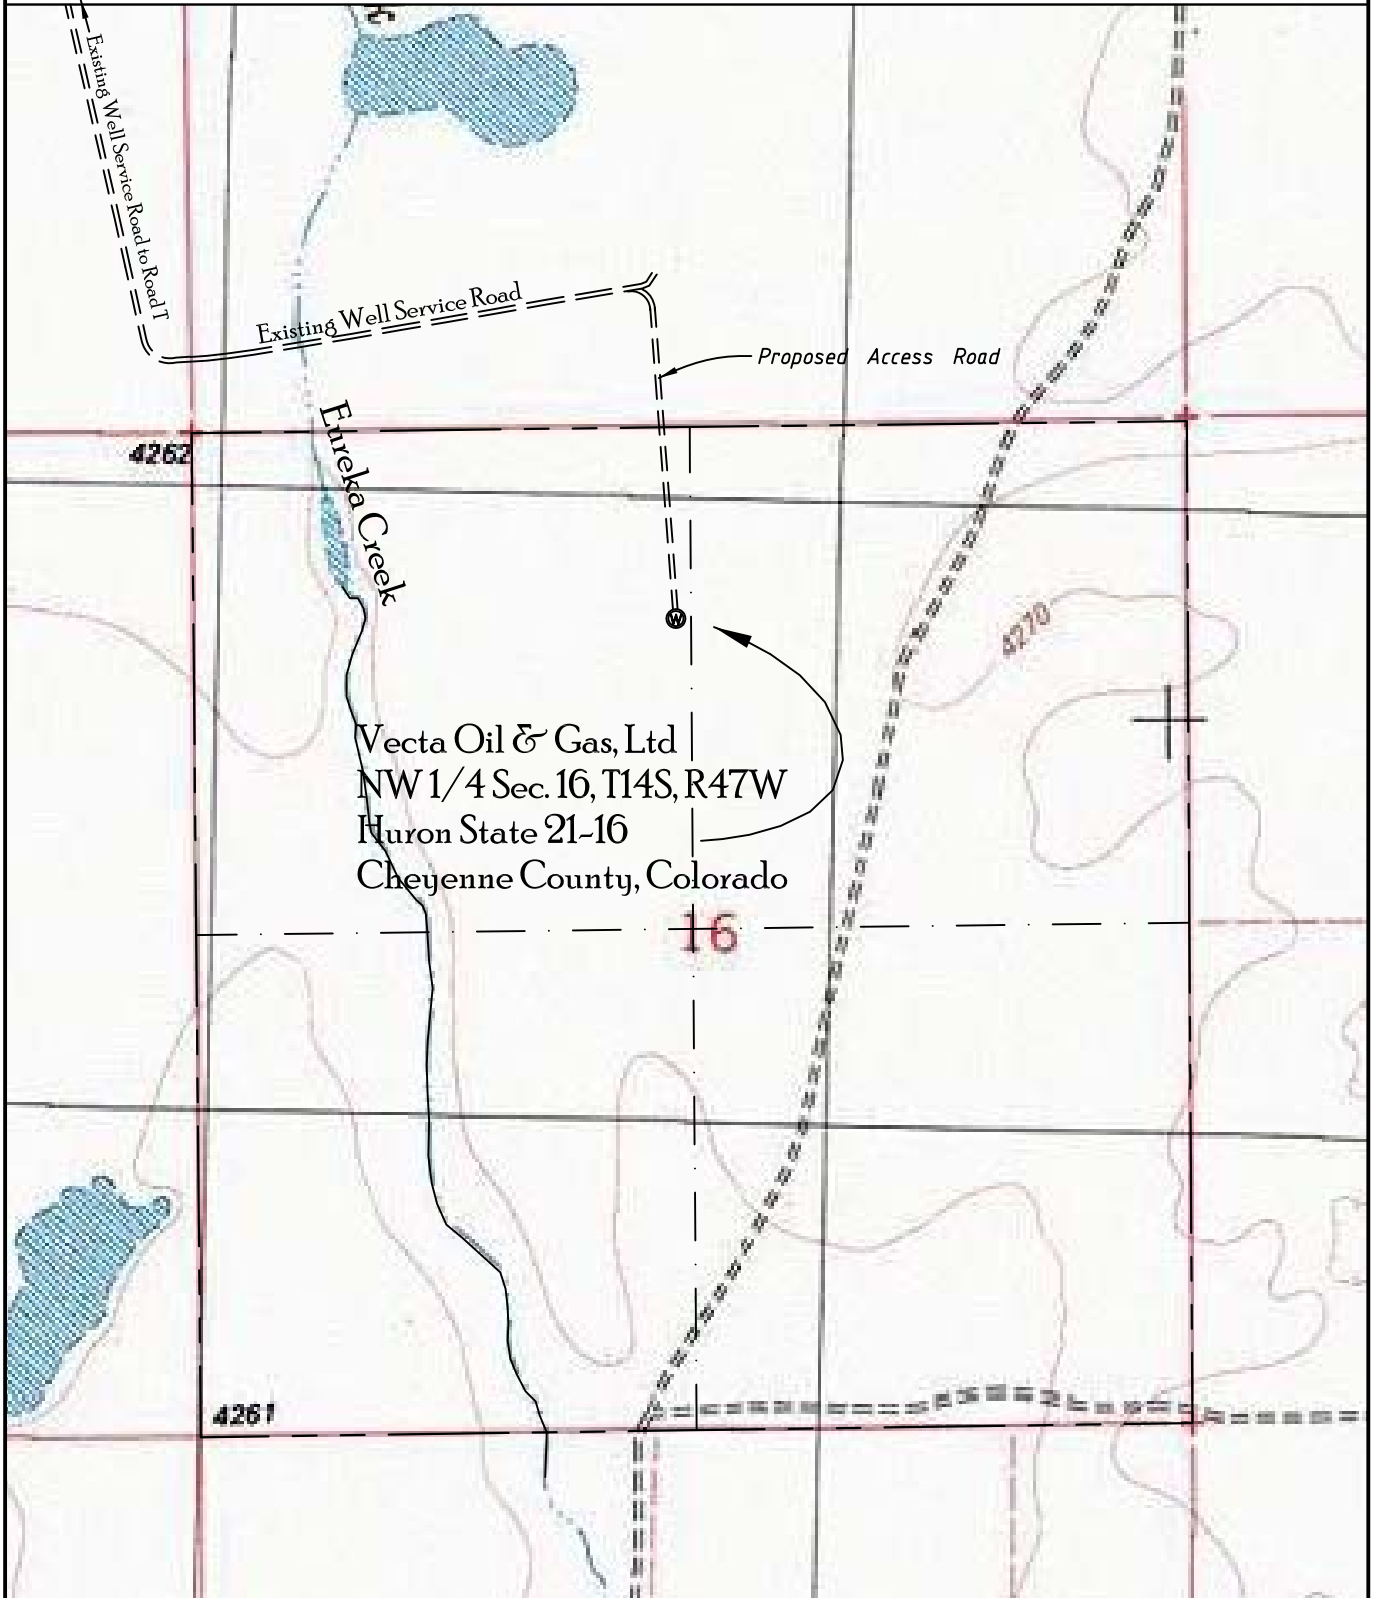 Existing Well Service Road to Road T
Existing Well Service Road
Proposed Access Road
Eureka Creek
4262
W
4270
Vecta Oil & Gas, Ltd
NW 1/4 Sec. 16, T14S, R47W
Huron State 21-16
Cheyenne County, Colorado
16
4261